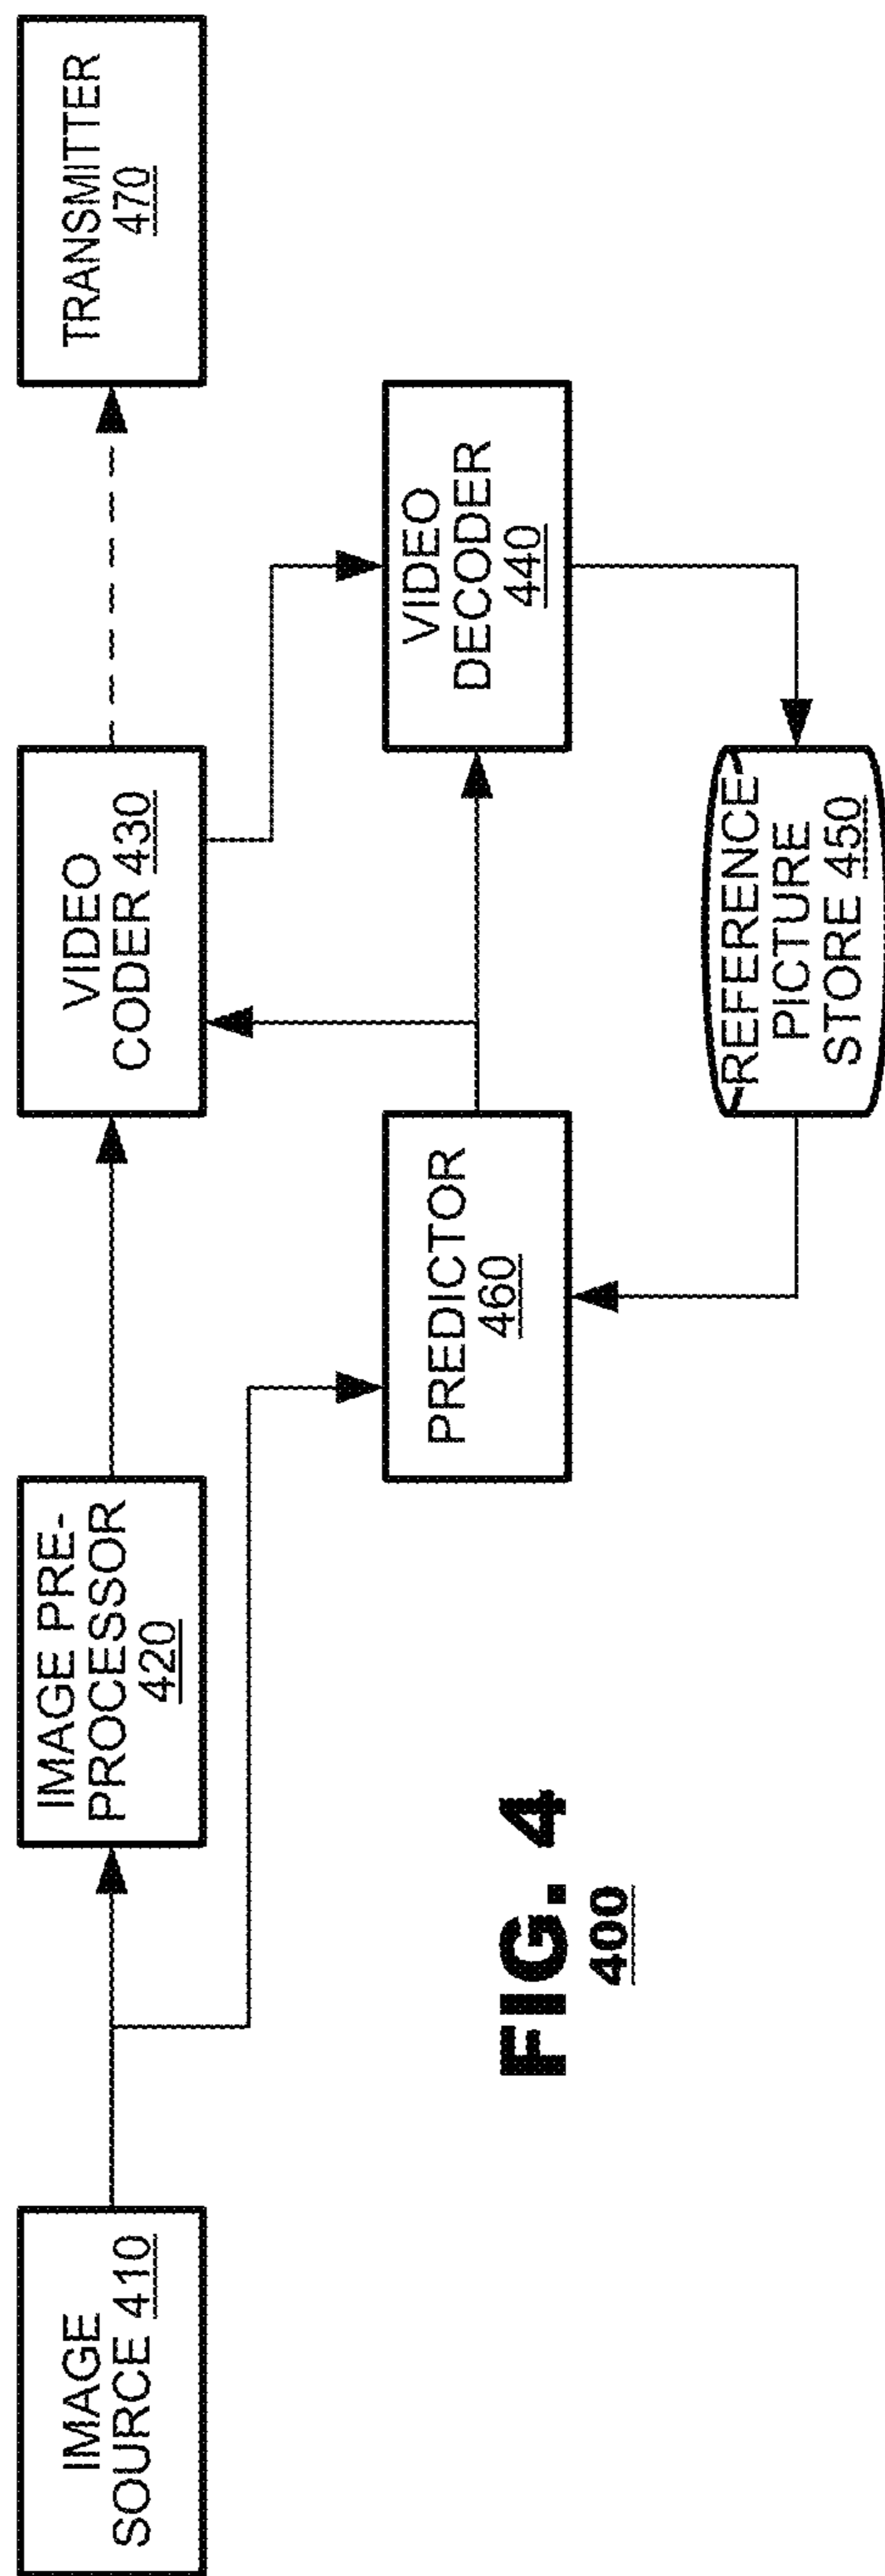 IMAGE
SOURCE 410
IMAGE PRE-
PROCESSOR
420
VIDEO
CODER 430
TRANSMITTER
470
PREDICTOR
460
VIDEO
DECODER
440
REFERENCE
PICTURE
STORE 450
FIG. 4
400